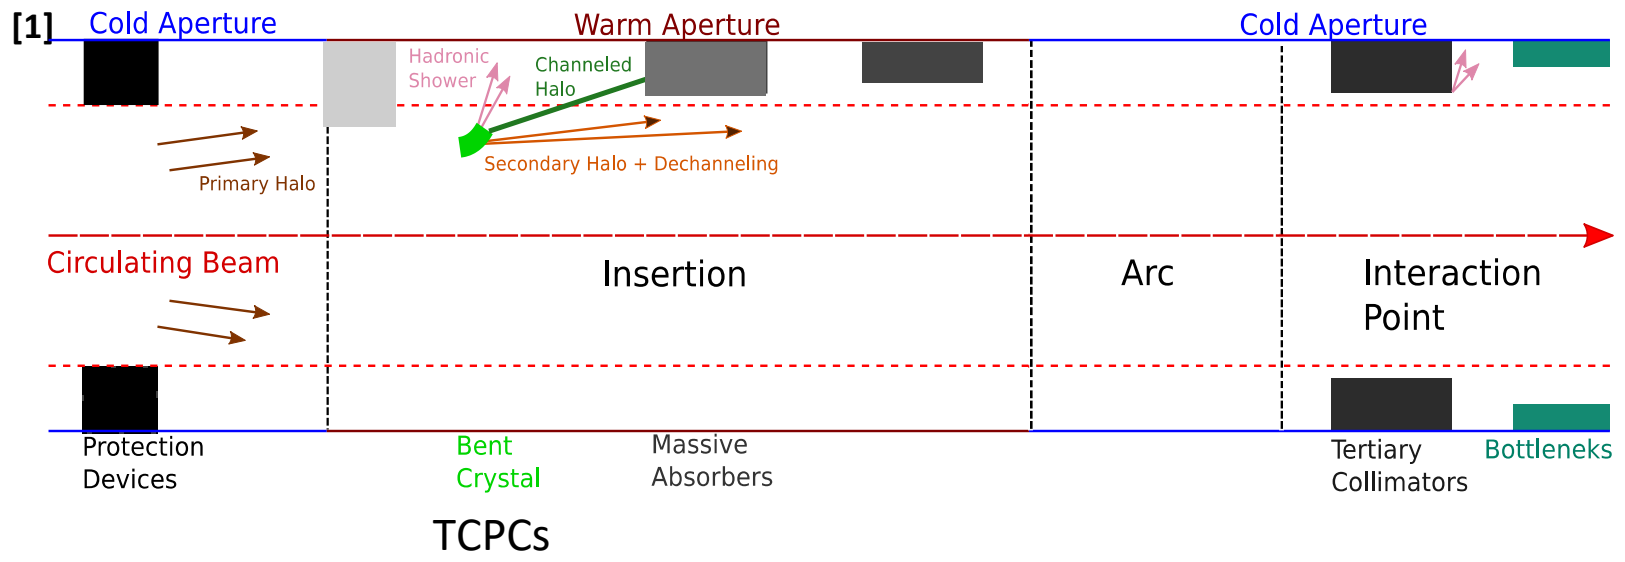 [1]
Cold Aperture
Warm Aperture
Cold Aperture
Hadronic
Shower
Channeled
Halo
Primary Halo
Secondary Halo + Dechanneling
Circulating Beam
Insertion
Arc
Interaction
Point
Protection
Devices
Bent
Crystal
Massive
Absorbers
Tertiary
Collimators
Bottleneks
TCPCs